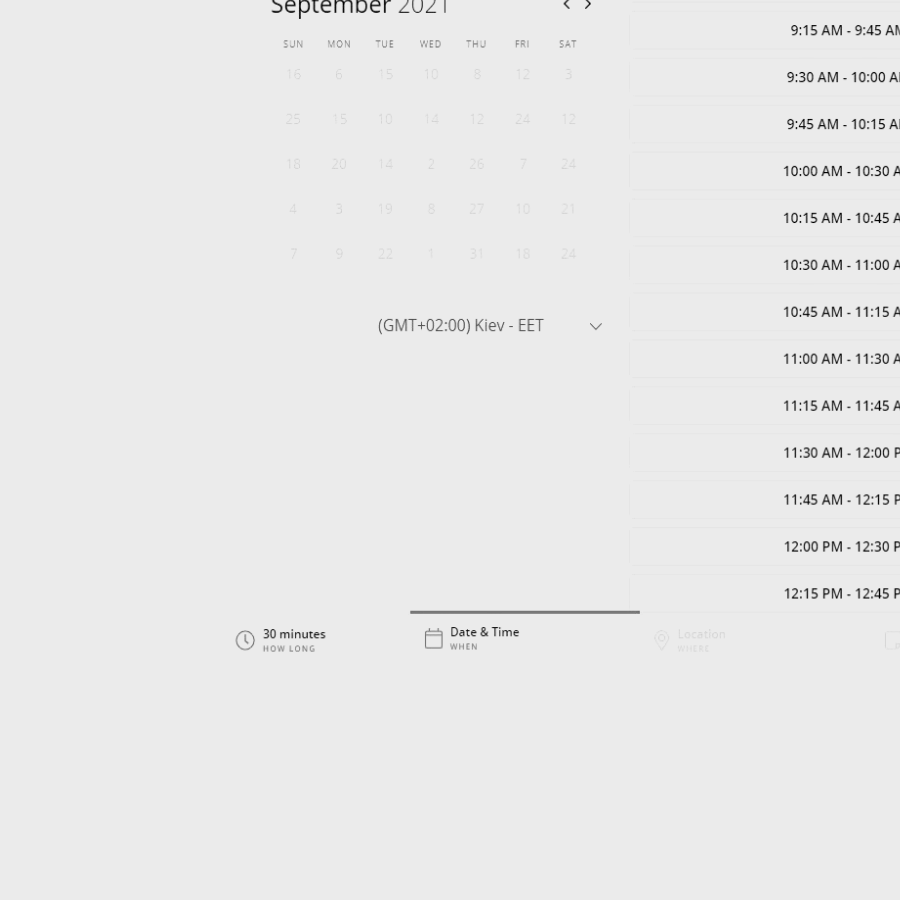 September 2021
SUN MON TUE WED THU FRI SAT
16 6 15 10 8 12 3
25 15 10 14 12 24 12
18 20 14 2 26 7 24
4 3 19 8 27 10 21
7 9 22 1 31 18 24
(GMT+02:00) Kiev - EET
9:15 AM - 9:45 AM
9:30 AM - 10:00 A
9:45 AM - 10:15 A
10:00 AM - 10:30 A
10:15 AM - 10:45 A
10:30 AM - 11:00 A
10:45 AM - 11:15 A
11:00 AM - 11:30 A
11:15 AM - 11:45 A
11:30 AM - 12:00 P
11:45 AM - 12:15 P
12:00 PM - 12:30 P
12:15 PM - 12:45 P
30 minutes
HOW LONG
Date & Time
WHEN
Location
WHERE